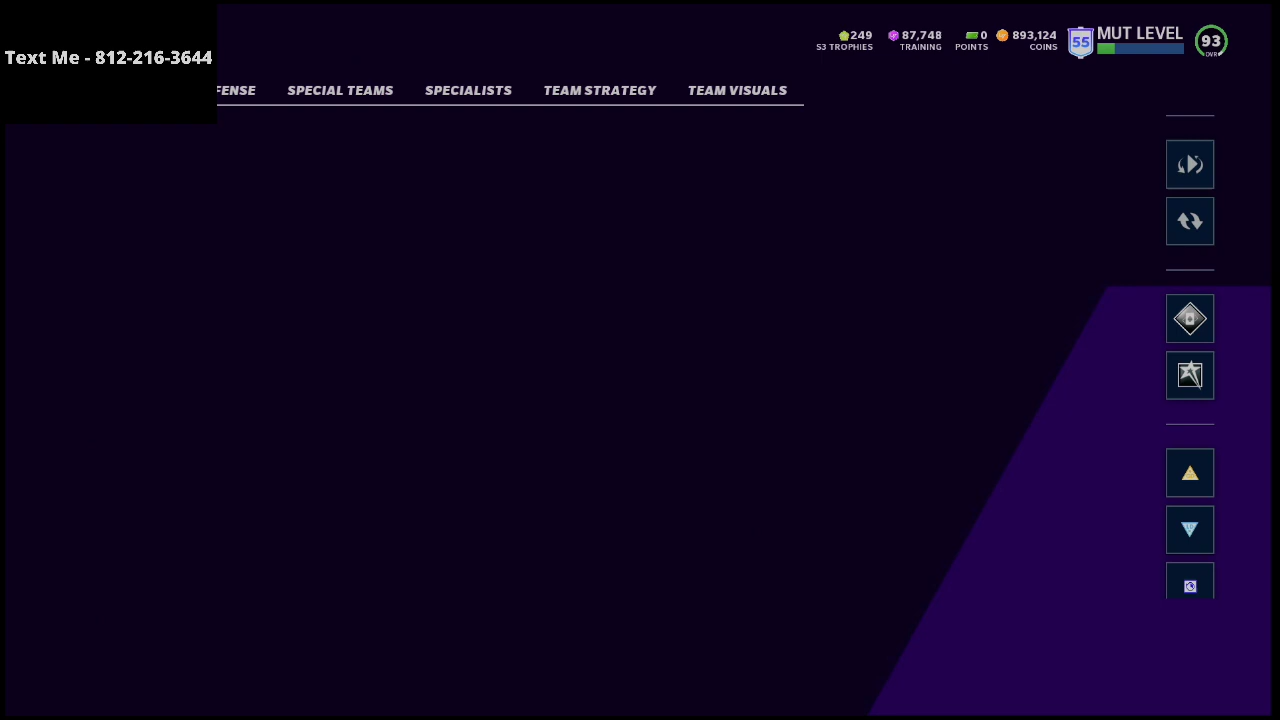 Text Me - 812-216-3644
249
S3 TROPHIES
87,748
TRAINING
0
POINTS
893,124
COINS
55
MUT LEVEL
93
OVR
FENSE SPECIAL TEAMS SPECIALISTS TEAM STRATEGY TEAM VISUALS